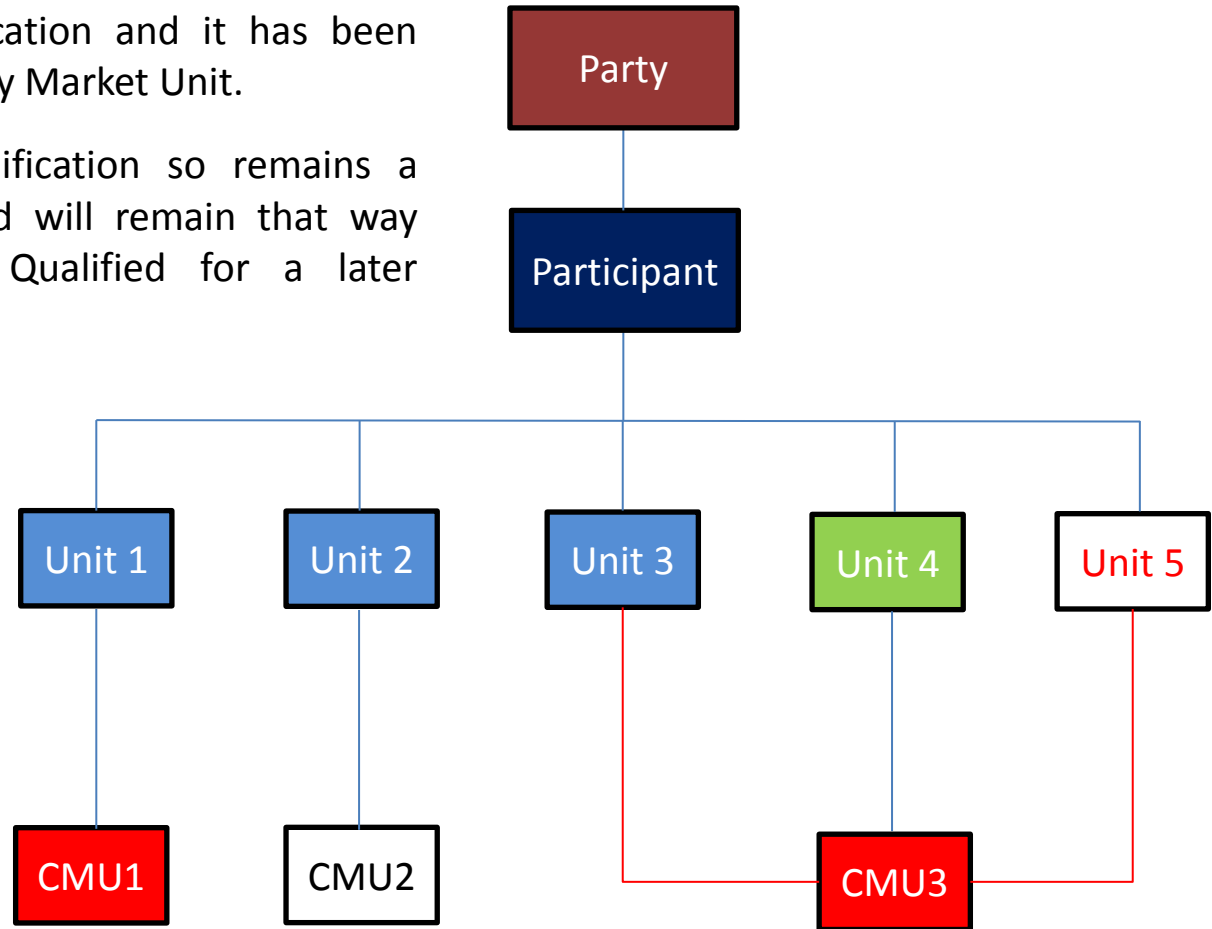 cation and it has been
y Market Unit.
ification so remains a
d will remain that way
Qualified for a later
Party
Participant
Unit 1
Unit 2
Unit 3
Unit 4
Unit 5
CMU1
CMU2
CMU3